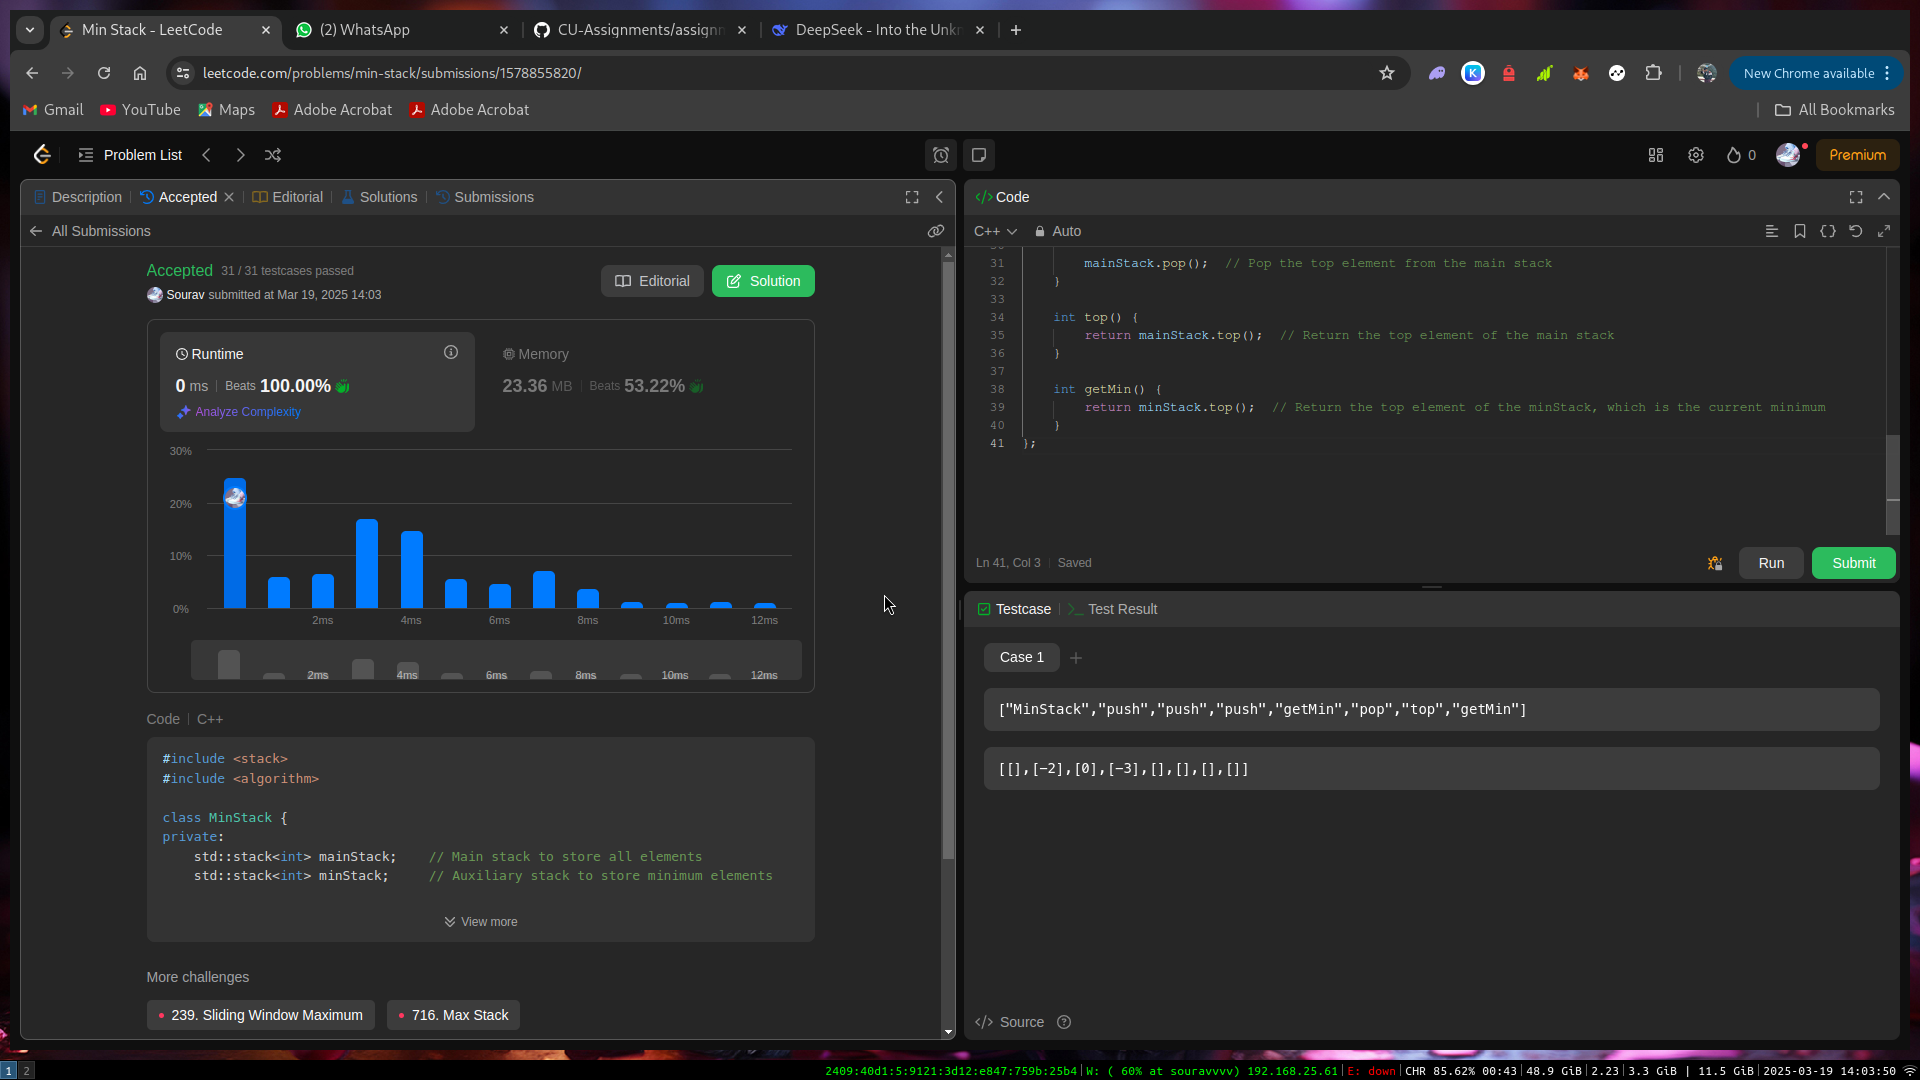 Min Stack - LeetCode
(2) WhatsApp
CU-Assignments/assignm
DeepSeek - Into the Unkn
leetcode.com/problems/min-stack/submissions/1578855820/
New Chrome available
Gmail
YouTube
Maps
Adobe Acrobat
Adobe Acrobat
All Bookmarks
Problem List
0
Premium
Description
Accepted
Editorial
Solutions
Submissions
All Submissions
Accepted 31 / 31 testcases passed
Sourav submitted at Mar 19, 2025 14:03
Editorial
Solution
Runtime
0 ms | Beats 100.00%
Analyze Complexity
Memory
23.36 MB | Beats 53.22%
30%
20%
10%
0%
2ms 4ms 6ms 8ms 10ms 12ms
2ms 4ms 6ms 8ms 10ms 12ms
Code | C++
#include <stack>
#include <algorithm>
class MinStack {
private:
std::stack<int> mainStack; // Main stack to store all elements
std::stack<int> minStack; // Auxiliary stack to store minimum elements
View more
More challenges
239. Sliding Window Maximum
716. Max Stack
Code
C++ Auto
30
31 mainStack.pop(); // Pop the top element from the main stack
32 }
33
34 int top() {
35 return mainStack.top(); // Return the top element of the main stack
36 }
37
38 int getMin() {
39 return minStack.top(); // Return the top element of the minStack, which is the current minimum
40 }
41 };
Ln 41, Col 3 | Saved
Run
Submit
Testcase
Test Result
Case 1
["MinStack","push","push","push","getMin","pop","top","getMin"]
[[],[-2],[0],[-3],[],[],[],[]]
Source
1 2
2409:40d1:5:9121:3d12:e847:759b:25b4|W: ( 60% at souravvvv) 192.168.25.61|E: down|CHR 85.62% 00:43|48.9 GiB|2.23|3.3 GiB | 11.5 GiB|2025-03-19 14:03:50